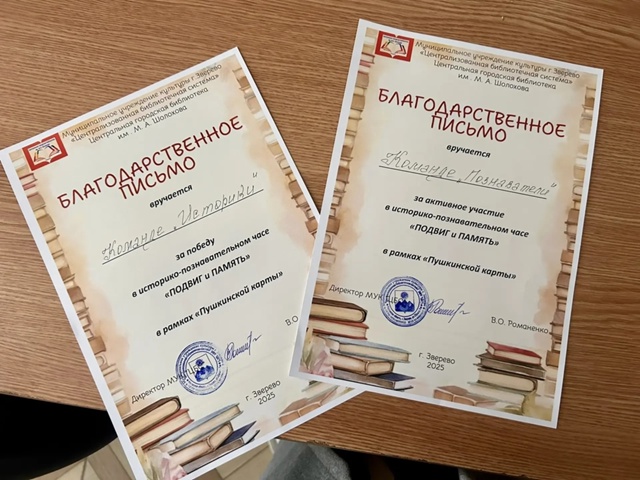 Муниципальное учреждение культуры г. Зверево
«Централизованная библиотечная система»
Центральная городская библиотека
им. М. А. Шолохова
БЛАГОДАРСТВЕННОЕ
ПИСЬМО
вручается
Команде „Историки"
за победу
в историко-познавательном часе
«ПОДВИГ и ПАМЯТЬ»
в рамках «Пушкинской карты»
Директор МУК
В.О.
г. Зверево
2025
Муниципальное учреждение культуры г. Зверево
«Централизованная библиотечная система»
Центральная городская библиотека
им. М. А. Шолохова
БЛАГОДАРСТВЕННОЕ
ПИСЬМО
вручается
Команде „Познаватели"
за активное участие
в историко-познавательном часе
«ПОДВИГ и ПАМЯТЬ»
в рамках «Пушкинской карты»
Директор МУК ЦБС
В.О. Романенко
г. Зверево
2025